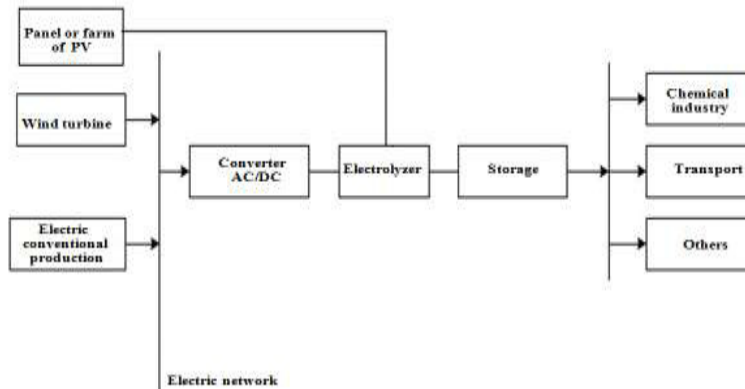 Panel or farm
of PV
Wind turbine
Electric
conventional
production
Converter
AC/DC
Electrolyzer
Storage
Chemical
industry
Transport
Others
Electric network